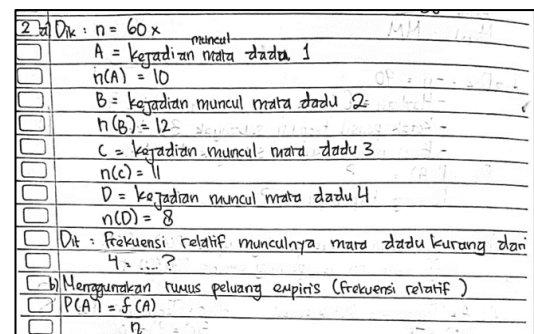 2 a) Dik : n = 60 x
muncul
A = kejadian mata dadu 1
n(A) = 10
B = kejadian muncul mata dadu 2
n(B) = 12
C = kejadian muncul mata dadu 3
n(C) = 11
D = kejadian muncul mata dadu 4
n(D) = 8
Dit : frekuensi relatif munculnya mata dadu kurang dari
4 = ... ?
b) Menggunakan rumus peluang empiris (frekuensi relatif)
P(A) = f(A)
n